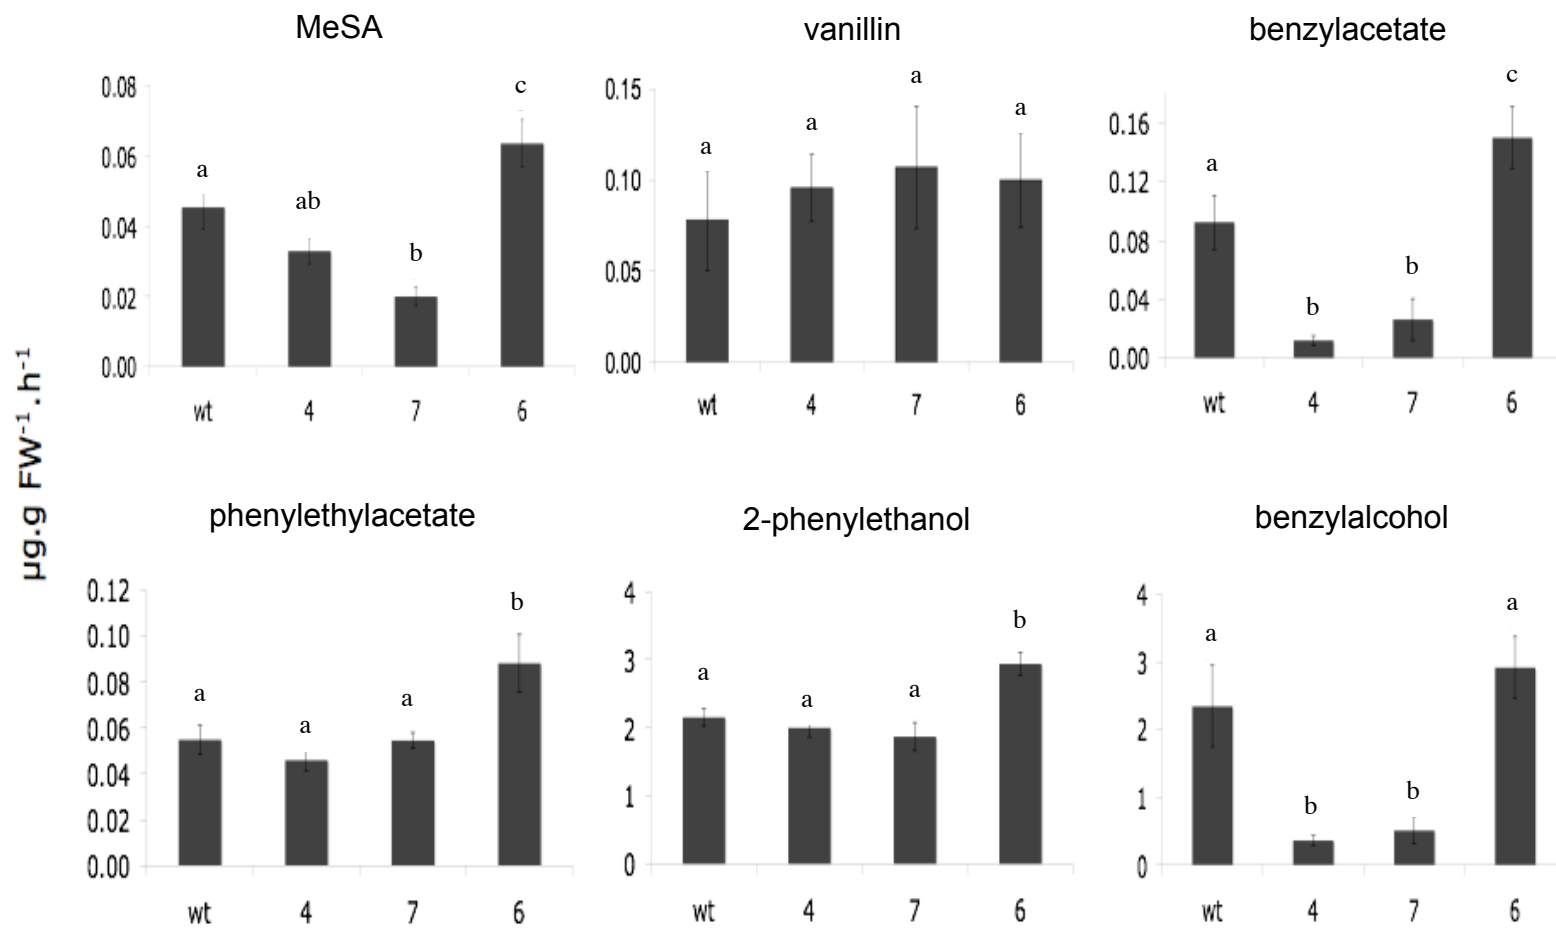 MeSA
0.08
0.06
0.04
0.02
0.00
a
ab
b
c
wt
4
7
6
vanillin
0.15
0.10
0.05
0.00
a
a
a
a
wt
4
7
6
benzylacetate
0.16
0.12
0.08
0.04
0.00
a
b
b
c
wt
4
7
6
µg.g FW⁻¹.h⁻¹
phenylethylacetate
0.12
0.10
0.08
0.06
0.04
0.02
0.00
a
a
a
b
wt
4
7
6
2-phenylethanol
4
3
2
1
0
a
a
a
b
wt
4
7
6
benzylalcohol
4
3
2
1
0
a
b
b
a
wt
4
7
6